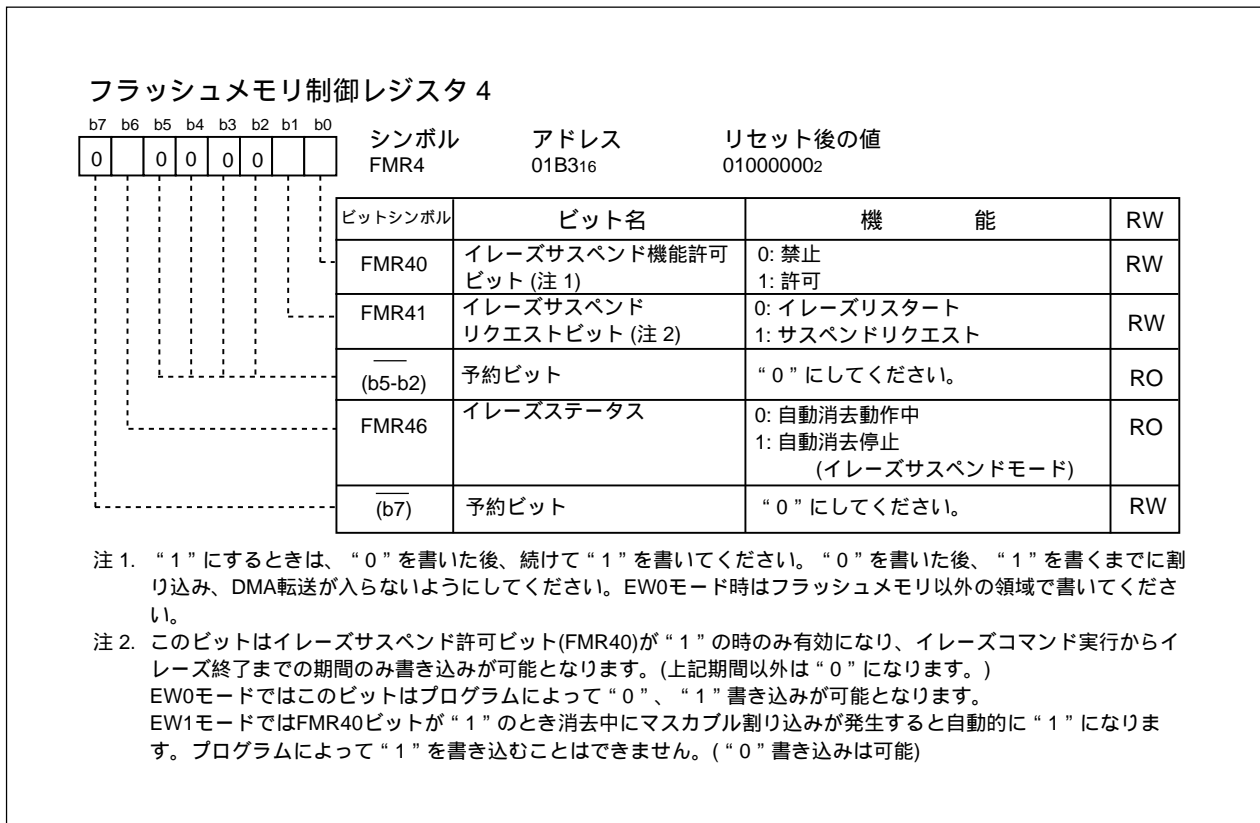 フラッシュメモリ制御レジスタ 4
b7 b6 b5 b4 b3 b2 b1 b0
0 0 0 0 0
シンボル アドレス リセット後の値
FMR4 01B316 010000002
ビットシンボル ビット名 機 能 RW
FMR40 イレーズサスペンド機能許可
ビット (注 1) 0: 禁止
1: 許可 RW
FMR41 イレーズサスペンド
リクエストビット (注 2) 0: イレーズリスタート
1: サスペンドリクエスト RW
(b5-b2) 予約ビット “ 0 ” にしてください。 RO
FMR46 イレーズステータス 0: 自動消去動作中
1: 自動消去停止
(イレーズサスペンドモード) RO
(b7) 予約ビット “ 0 ” にしてください。 RW
注 1. “ 1 ” にするときは、“ 0 ” を書いた後、続けて “ 1 ” を書いてください。“ 0 ” を書いた後、“ 1 ” を書くまでに割
り込み、DMA転送が入らないようにしてください。EW0モード時はフラッシュメモリ以外の領域で書いてくださ
い。
注 2. このビットはイレーズサスペンド許可ビット(FMR40)が “ 1 ” の時のみ有効になり、イレーズコマンド実行からイ
レーズ終了までの期間のみ書き込みが可能となります。(上記期間以外は “ 0 ” になります。)
EW0モードではこのビットはプログラムによって “ 0 ” 、“ 1 ” 書き込みが可能となります。
EW1モードではFMR40ビットが “ 1 ” のとき消去中にマスカブル割り込みが発生すると自動的に “ 1 ” になりま
す。プログラムによって “ 1 ” を書き込むことはできません。( “ 0 ” 書き込みは可能)